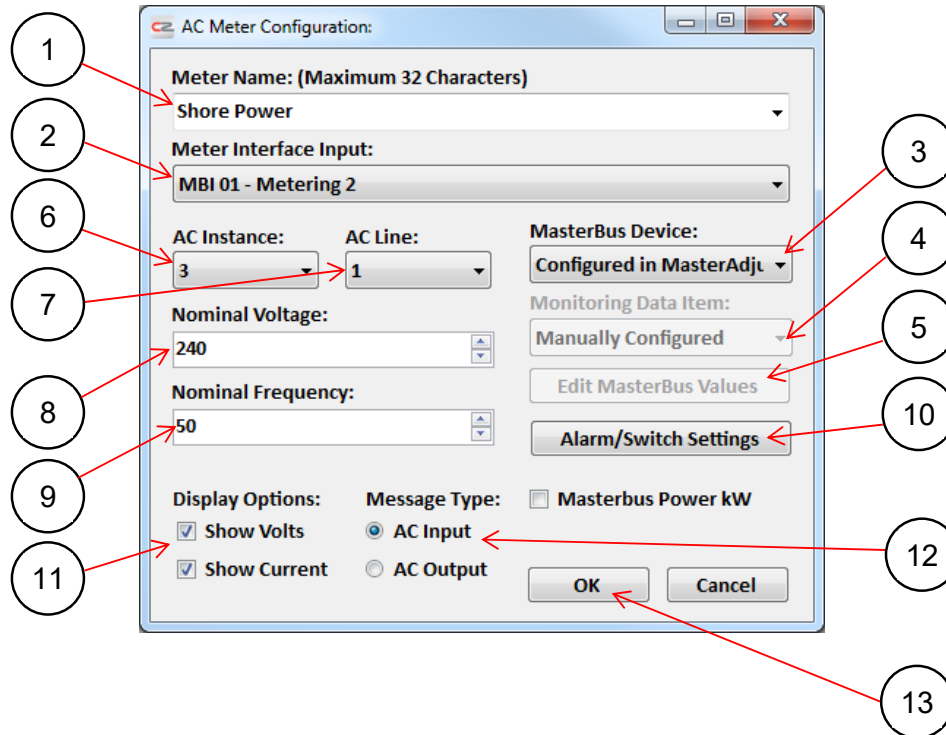 CZ AC Meter Configuration:
1
Meter Name: (Maximum 32 Characters)
Shore Power
2
Meter Interface Input:
MBI 01 - Metering 2
3
6
AC Instance: AC Line: MasterBus Device:
3 1 Configured in MasterAdju
4
7
Nominal Voltage: Monitoring Data Item:
240 Manually Configured
5
8
Nominal Frequency: Edit MasterBus Values
50 Alarm/Switch Settings
10
9
Display Options: Message Type: Masterbus Power kW
Show Volts AC Input
12
11
Show Current AC Output
OK Cancel
13